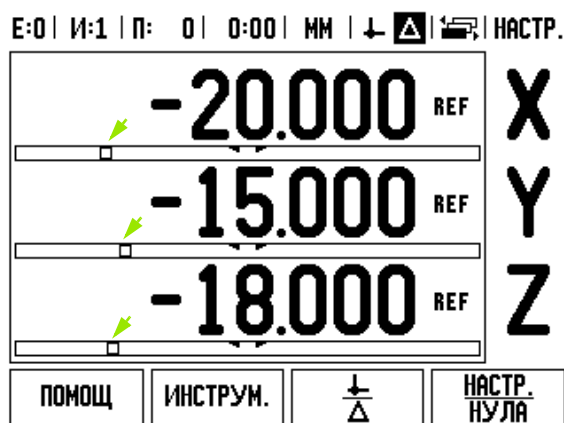 Е:0 | И:1 | П: 0 | 0:00 | ММ | Δ | НАСТР.
-20.000 REF X
-15.000 REF Y
-18.000 REF Z
ПОМОЩ ИНСТРУМ. Δ НАСТР.
НУЛА